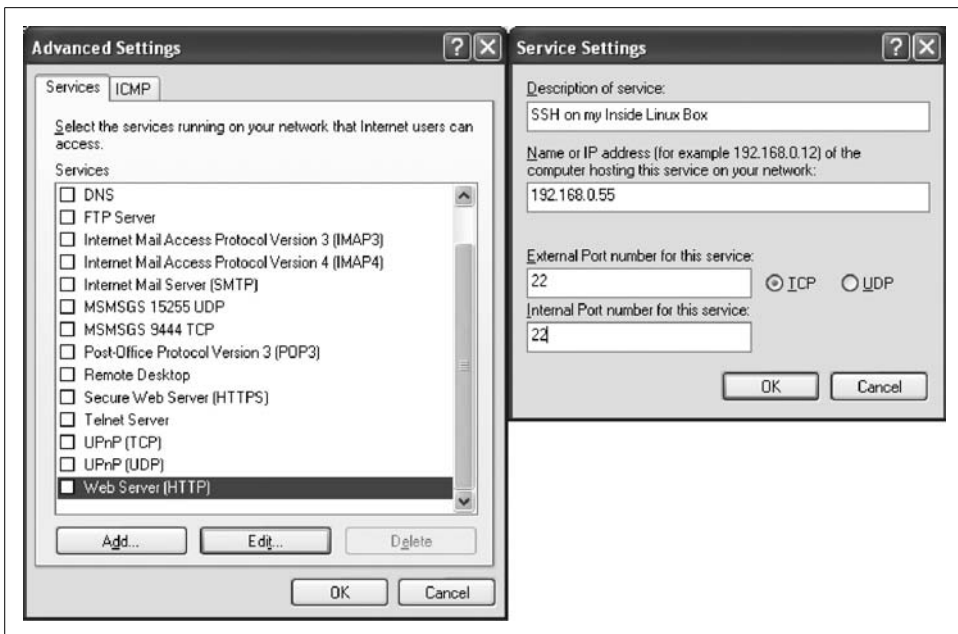 Advanced Settings
Services
ICMP
Select the services running on your network that Internet users can
access.
Services
DNS
FTP Server
Internet Mail Access Protocol Version 3 (IMAP3)
Internet Mail Access Protocol Version 4 (IMAP4)
Internet Mail Server (SMTP)
MSMSGS 15255 UDP
MSMSGS 9444 TCP
Post-Office Protocol Version 3 (POP3)
Remote Desktop
Secure Web Server (HTTPS)
Telnet Server
UPnP (TCP)
UPnP (UDP)
Web Server (HTTP)
Add...
Edit...
Delete
OK
Cancel
Service Settings
Description of service:
SSH on my Inside Linux Box
Name or IP address (for example 192.168.0.12) of the
computer hosting this service on your network:
192.168.0.55
External Port number for this service:
22
TCP
UDP
Internal Port number for this service:
22
OK
Cancel